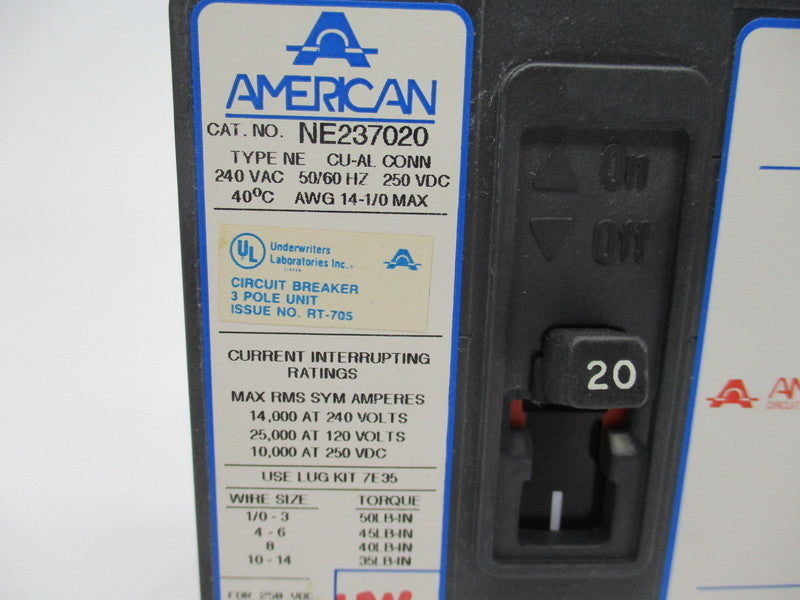 AMERICAN
CAT. NO. NE237020
TYPE NE CU-AL CONN
240 VAC 50/60 HZ 250 VDC
40°C AWG 14-1/0 MAX
UL Underwriters
Laboratories Inc.
CIRCUIT BREAKER
3 POLE UNIT
ISSUE NO. RT-705
CURRENT INTERRUPTING
RATINGS
MAX RMS SYM AMPERES
14,000 AT 240 VOLTS
25,000 AT 120 VOLTS
10,000 AT 250 VDC
USE LUG KIT 7E35
WIRE SIZE TORQUE
1/0 - 3 50LB-IN
4 - 6 45LB-IN
8 40LB-IN
10 - 14 35LB-IN
FOR 250 VDC
On
Off
20